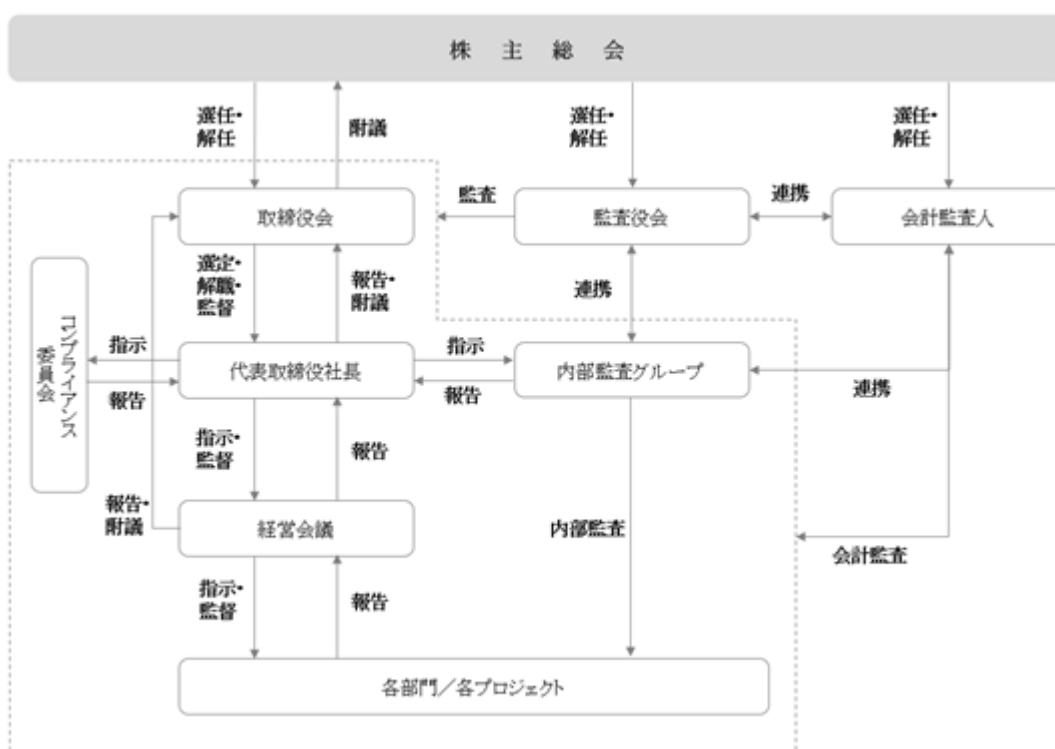 株主総会
選任・
解任
附議
選任・
解任
選任・
解任
取締役会
監査
監査役会
連携
会計監査人
選定・
解職・
監督
報告・
附議
連携
コンプライアンス
委員会
指示
報告
代表取締役社長
指示
報告
内部監査グループ
連携
指示・
監督
報告
報告・
附議
経営会議
内部監査
会計監査
指示・
監督
報告
各部門／各プロジェクト